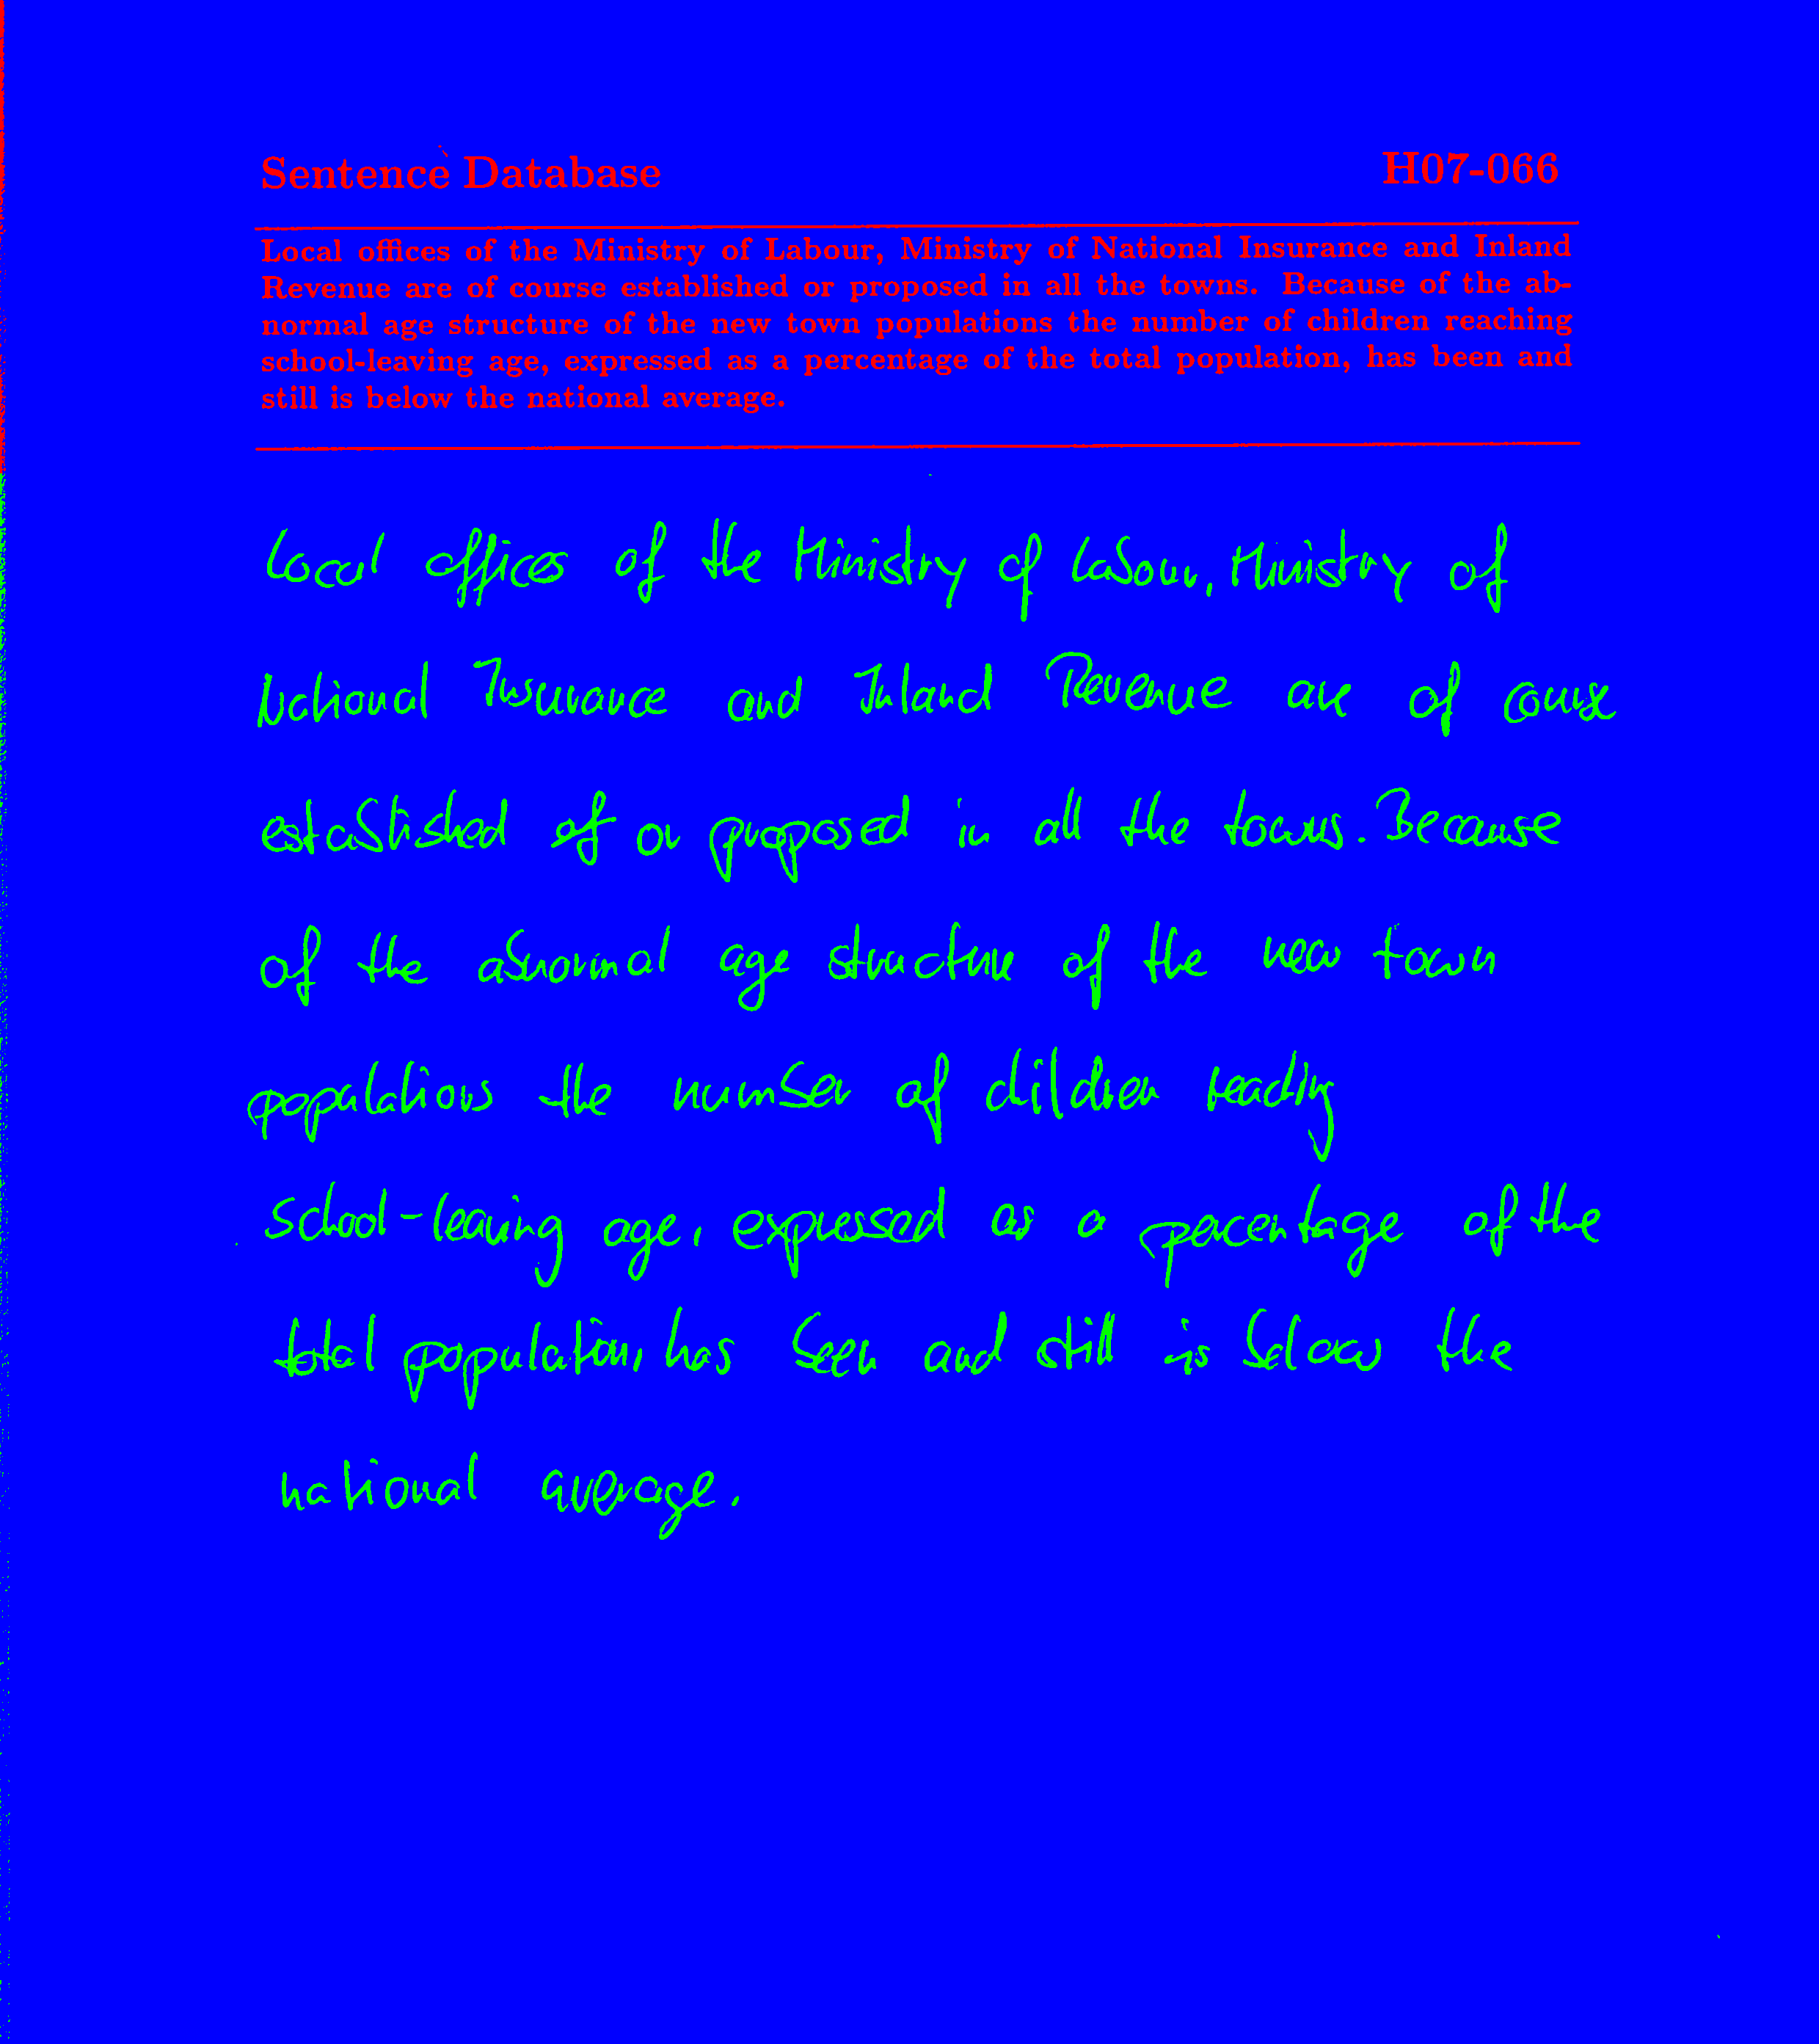 Sentence Database H07-066
Local offices of the Ministry of Labour, Ministry of National Insurance and Inland
Revenue are of course established or proposed in all the towns. Because of the ab-
normal age structure of the new town populations the number of children reaching
school-leaving age, expressed as a percentage of the total population, has been and
still is below the national average.
Local offices of the Ministry of Labour, Ministry of
National Insurance and Inland Revenue are of course
established of or proposed in all the towns. Because
of the abnormal age structure of the new town
populations the number of children reaching
school-leaving age, expressed as a percentage of the
total population, has been and still is below the
national average.